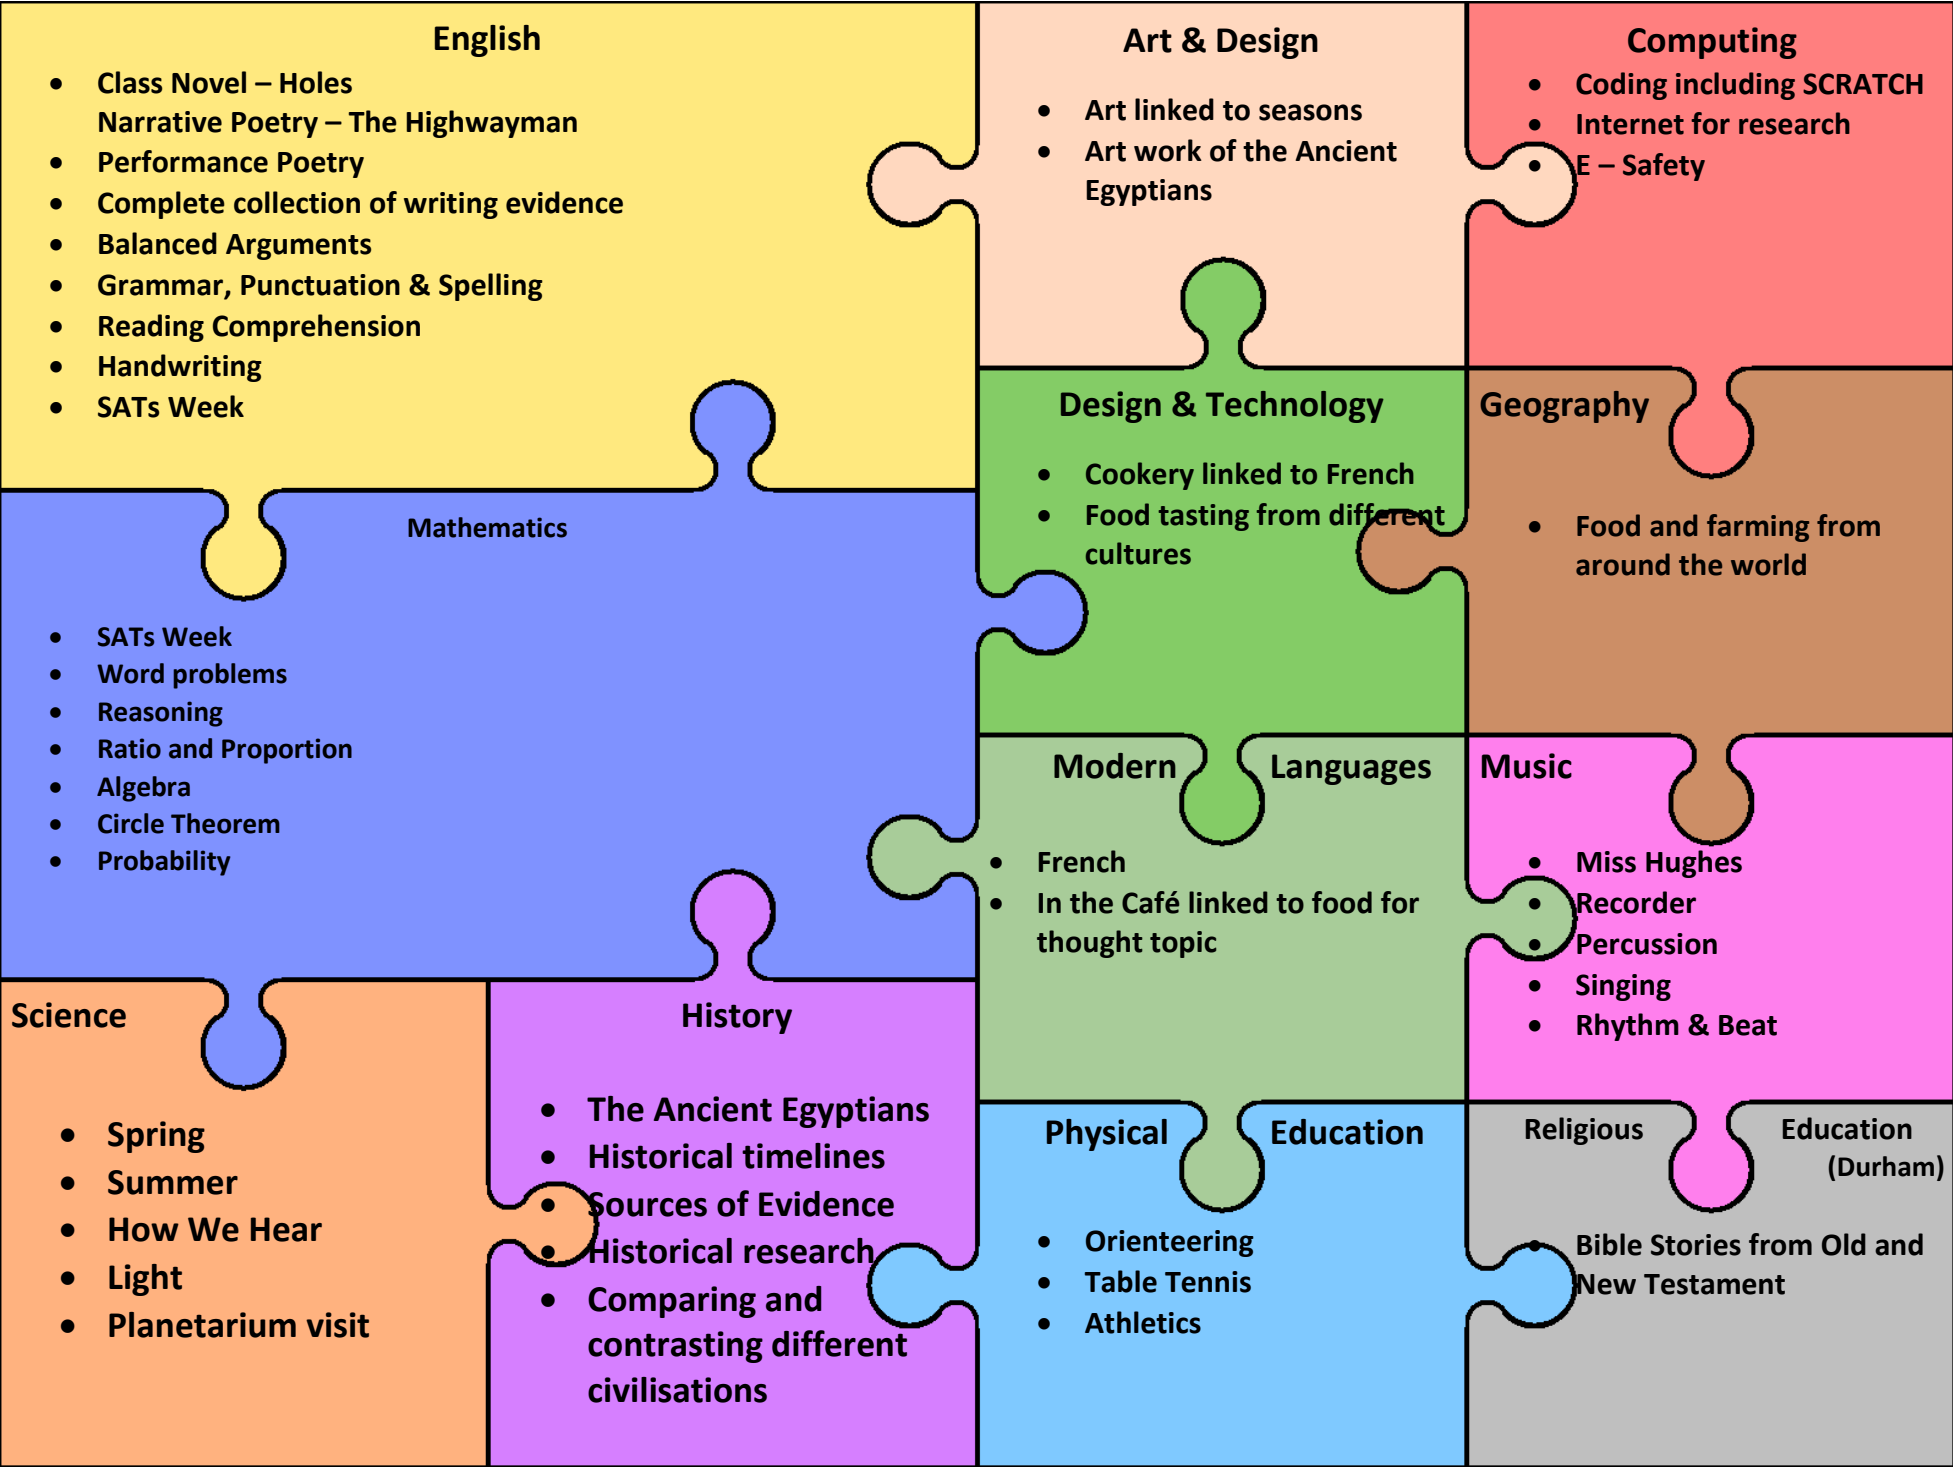 English
• Class Novel – Holes
Narrative Poetry – The Highwayman
• Performance Poetry
• Complete collection of writing evidence
• Balanced Arguments
• Grammar, Punctuation & Spelling
• Reading Comprehension
• Handwriting
• SATs Week
Art & Design
• Art linked to seasons
• Art work of the Ancient
Egyptians
Computing
• Coding including SCRATCH
• Internet for research
• E – Safety
Mathematics
• SATs Week
• Word problems
• Reasoning
• Ratio and Proportion
• Algebra
• Circle Theorem
• Probability
Design & Technology
• Cookery linked to French
• Food tasting from different
cultures
Geography
• Food and farming from
around the world
Modern Languages
• French
• In the Café linked to food for
thought topic
Music
• Miss Hughes
• Recorder
• Percussion
• Singing
• Rhythm & Beat
Science
• Spring
• Summer
• How We Hear
• Light
• Planetarium visit
History
• The Ancient Egyptians
• Historical timelines
• Sources of Evidence
• Historical research
• Comparing and
contrasting different
civilisations
Physical Education
• Orienteering
• Table Tennis
• Athletics
Religious Education
(Durham)
• Bible Stories from Old and
New Testament